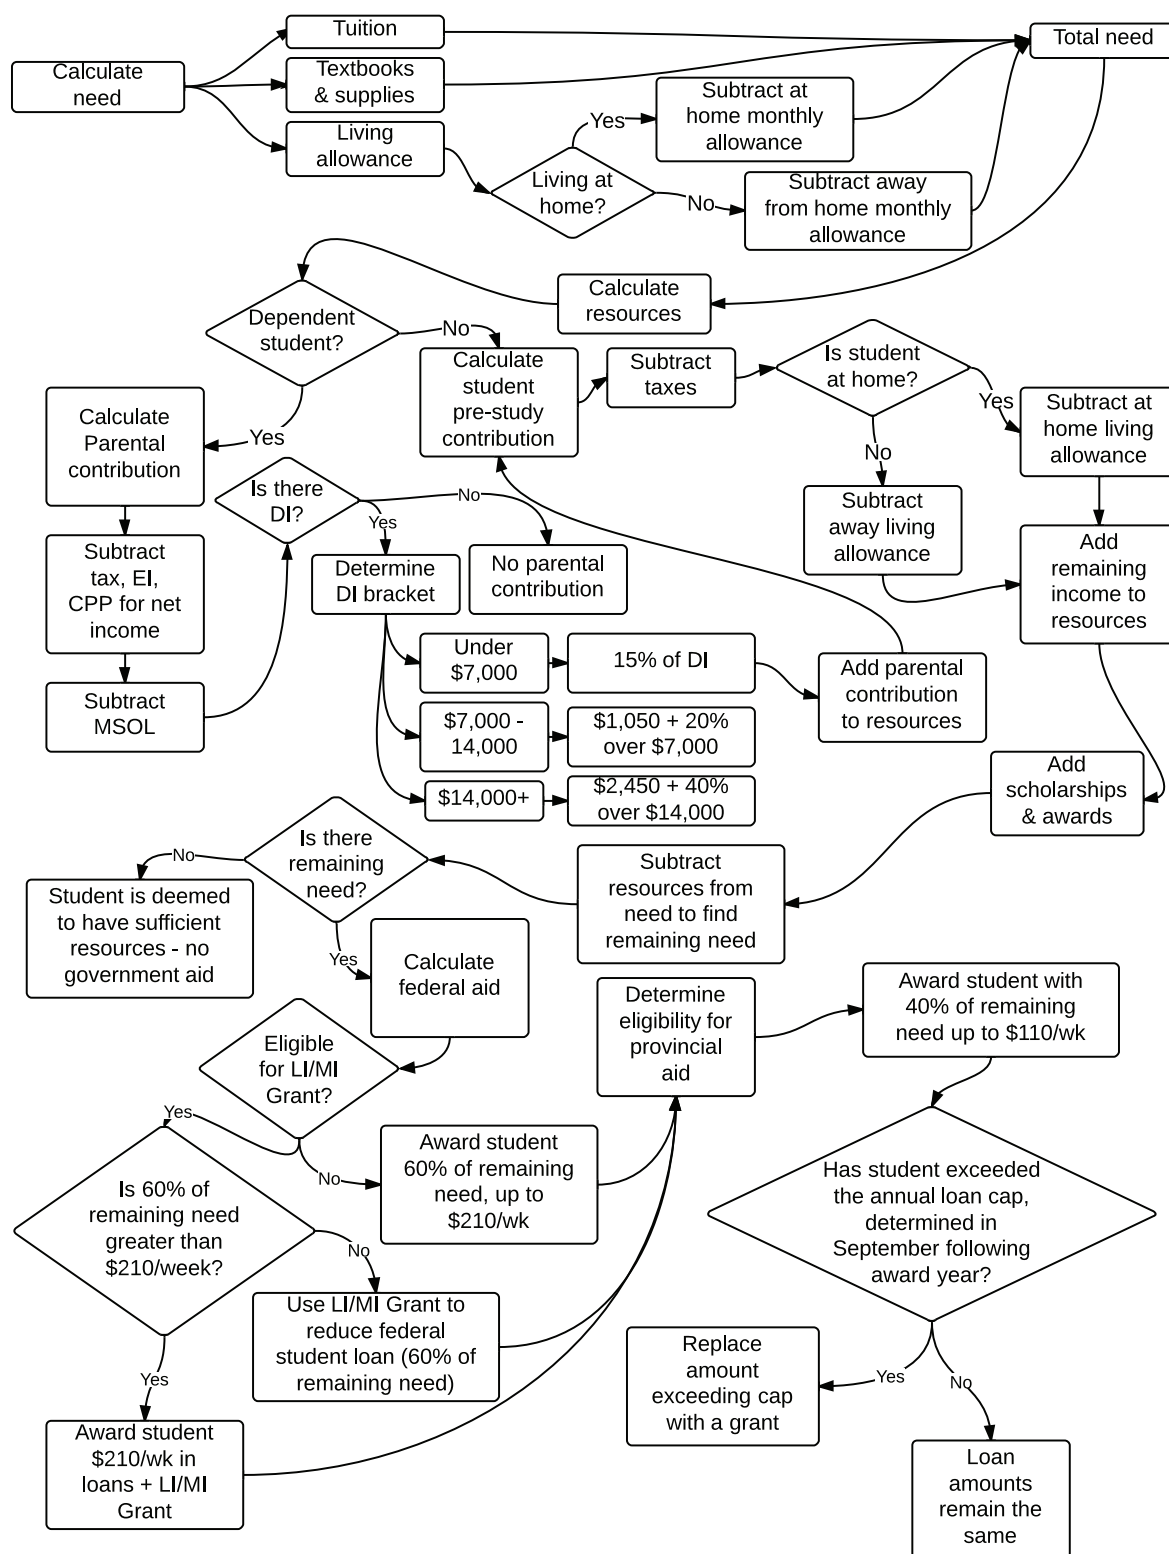 Calculate
need
Tuition
Textbooks
& supplies
Living
allowance
Living at
home?
Yes
Subtract at
home monthly
allowance
No
Subtract away
from home monthly
allowance
Total need
Calculate
resources
Dependent
student?
No
Yes
Calculate
student
pre-study
contribution
Subtract
taxes
Is student
at home?
Yes
No
Subtract at
home living
allowance
Subtract
away living
allowance
Add
remaining
income to
resources
Calculate
Parental
contribution
Subtract
tax, EI,
CPP for net
income
Subtract
MSOL
Is there
DI?
No
Yes
No parental
contribution
Determine
DI bracket
Under
$7,000
15% of DI
$7,000 -
14,000
$1,050 + 20%
over $7,000
$14,000+
$2,450 + 40%
over $14,000
Add parental
contribution
to resources
Add
scholarships
& awards
Subtract
resources from
need to find
remaining need
Is there
remaining
need?
No
Student is deemed
to have sufficient
resources - no
government aid
Yes
Calculate
federal aid
Eligible
for LI/MI
Grant?
Yes
No
Award student
60% of remaining
need, up to
$210/wk
Is 60% of
remaining need
greater than
$210/week?
No
Use LI/MI Grant to
reduce federal
student loan (60% of
remaining need)
Yes
Award student
$210/wk in
loans + LI/MI
Grant
Determine
eligibility for
provincial
aid
Award student with
40% of remaining
need up to $110/wk
Has student exceeded
the annual loan cap,
determined in
September following
award year?
Yes
Replace
amount
exceeding cap
with a grant
No
Loan
amounts
remain the
same